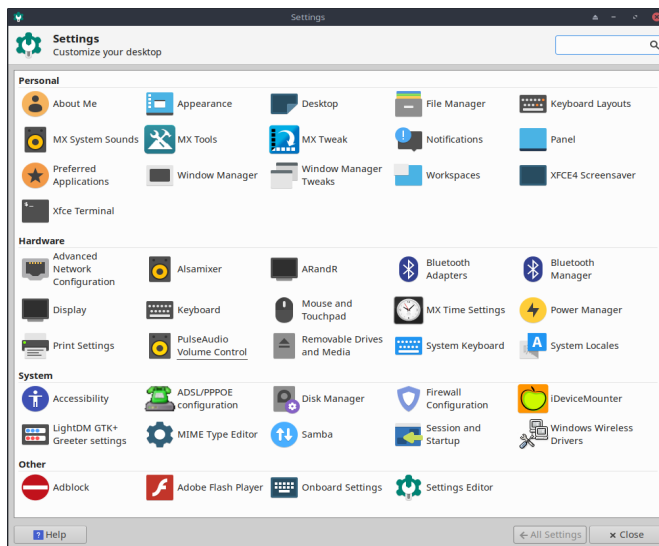 Settings
Settings
Customize your desktop
Personal
About Me
Appearance
Desktop
File Manager
Keyboard Layouts
MX System Sounds
MX Tools
MX Tweak
Notifications
Panel
Preferred
Applications
Window Manager
Window Manager
Tweaks
Workspaces
XFCE4 Screensaver
Xfce Terminal
Hardware
Advanced
Network
Configuration
Alsamixer
ARandR
Bluetooth
Adapters
Bluetooth
Manager
Display
Keyboard
Mouse and
Touchpad
MX Time Settings
Power Manager
Print Settings
PulseAudio
Volume Control
Removable Drives
and Media
System Keyboard
A
System Locales
System
Accessibility
ADSL/PPPOE
configuration
Disk Manager
Firewall
Configuration
iDeviceMounter
LightDM GTK+
Greeter settings
MIME Type Editor
Samba
Session and
Startup
Windows Wireless
Drivers
Other
Adblock
Adobe Flash Player
Onboard Settings
Settings Editor
? Help
← All Settings
× Close